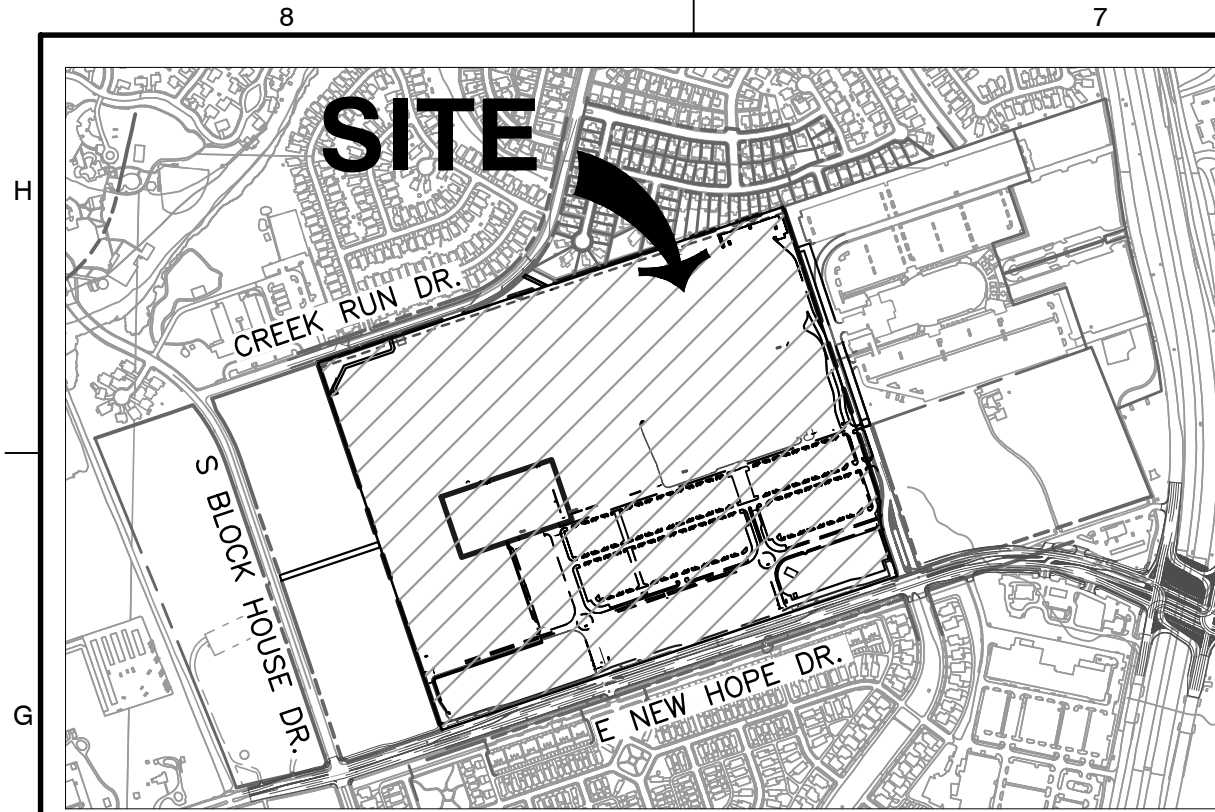 8
7
H
SITE
CREEK RUN DR.
S BLOCK HOUSE DR.
E NEW HOPE DR.
G